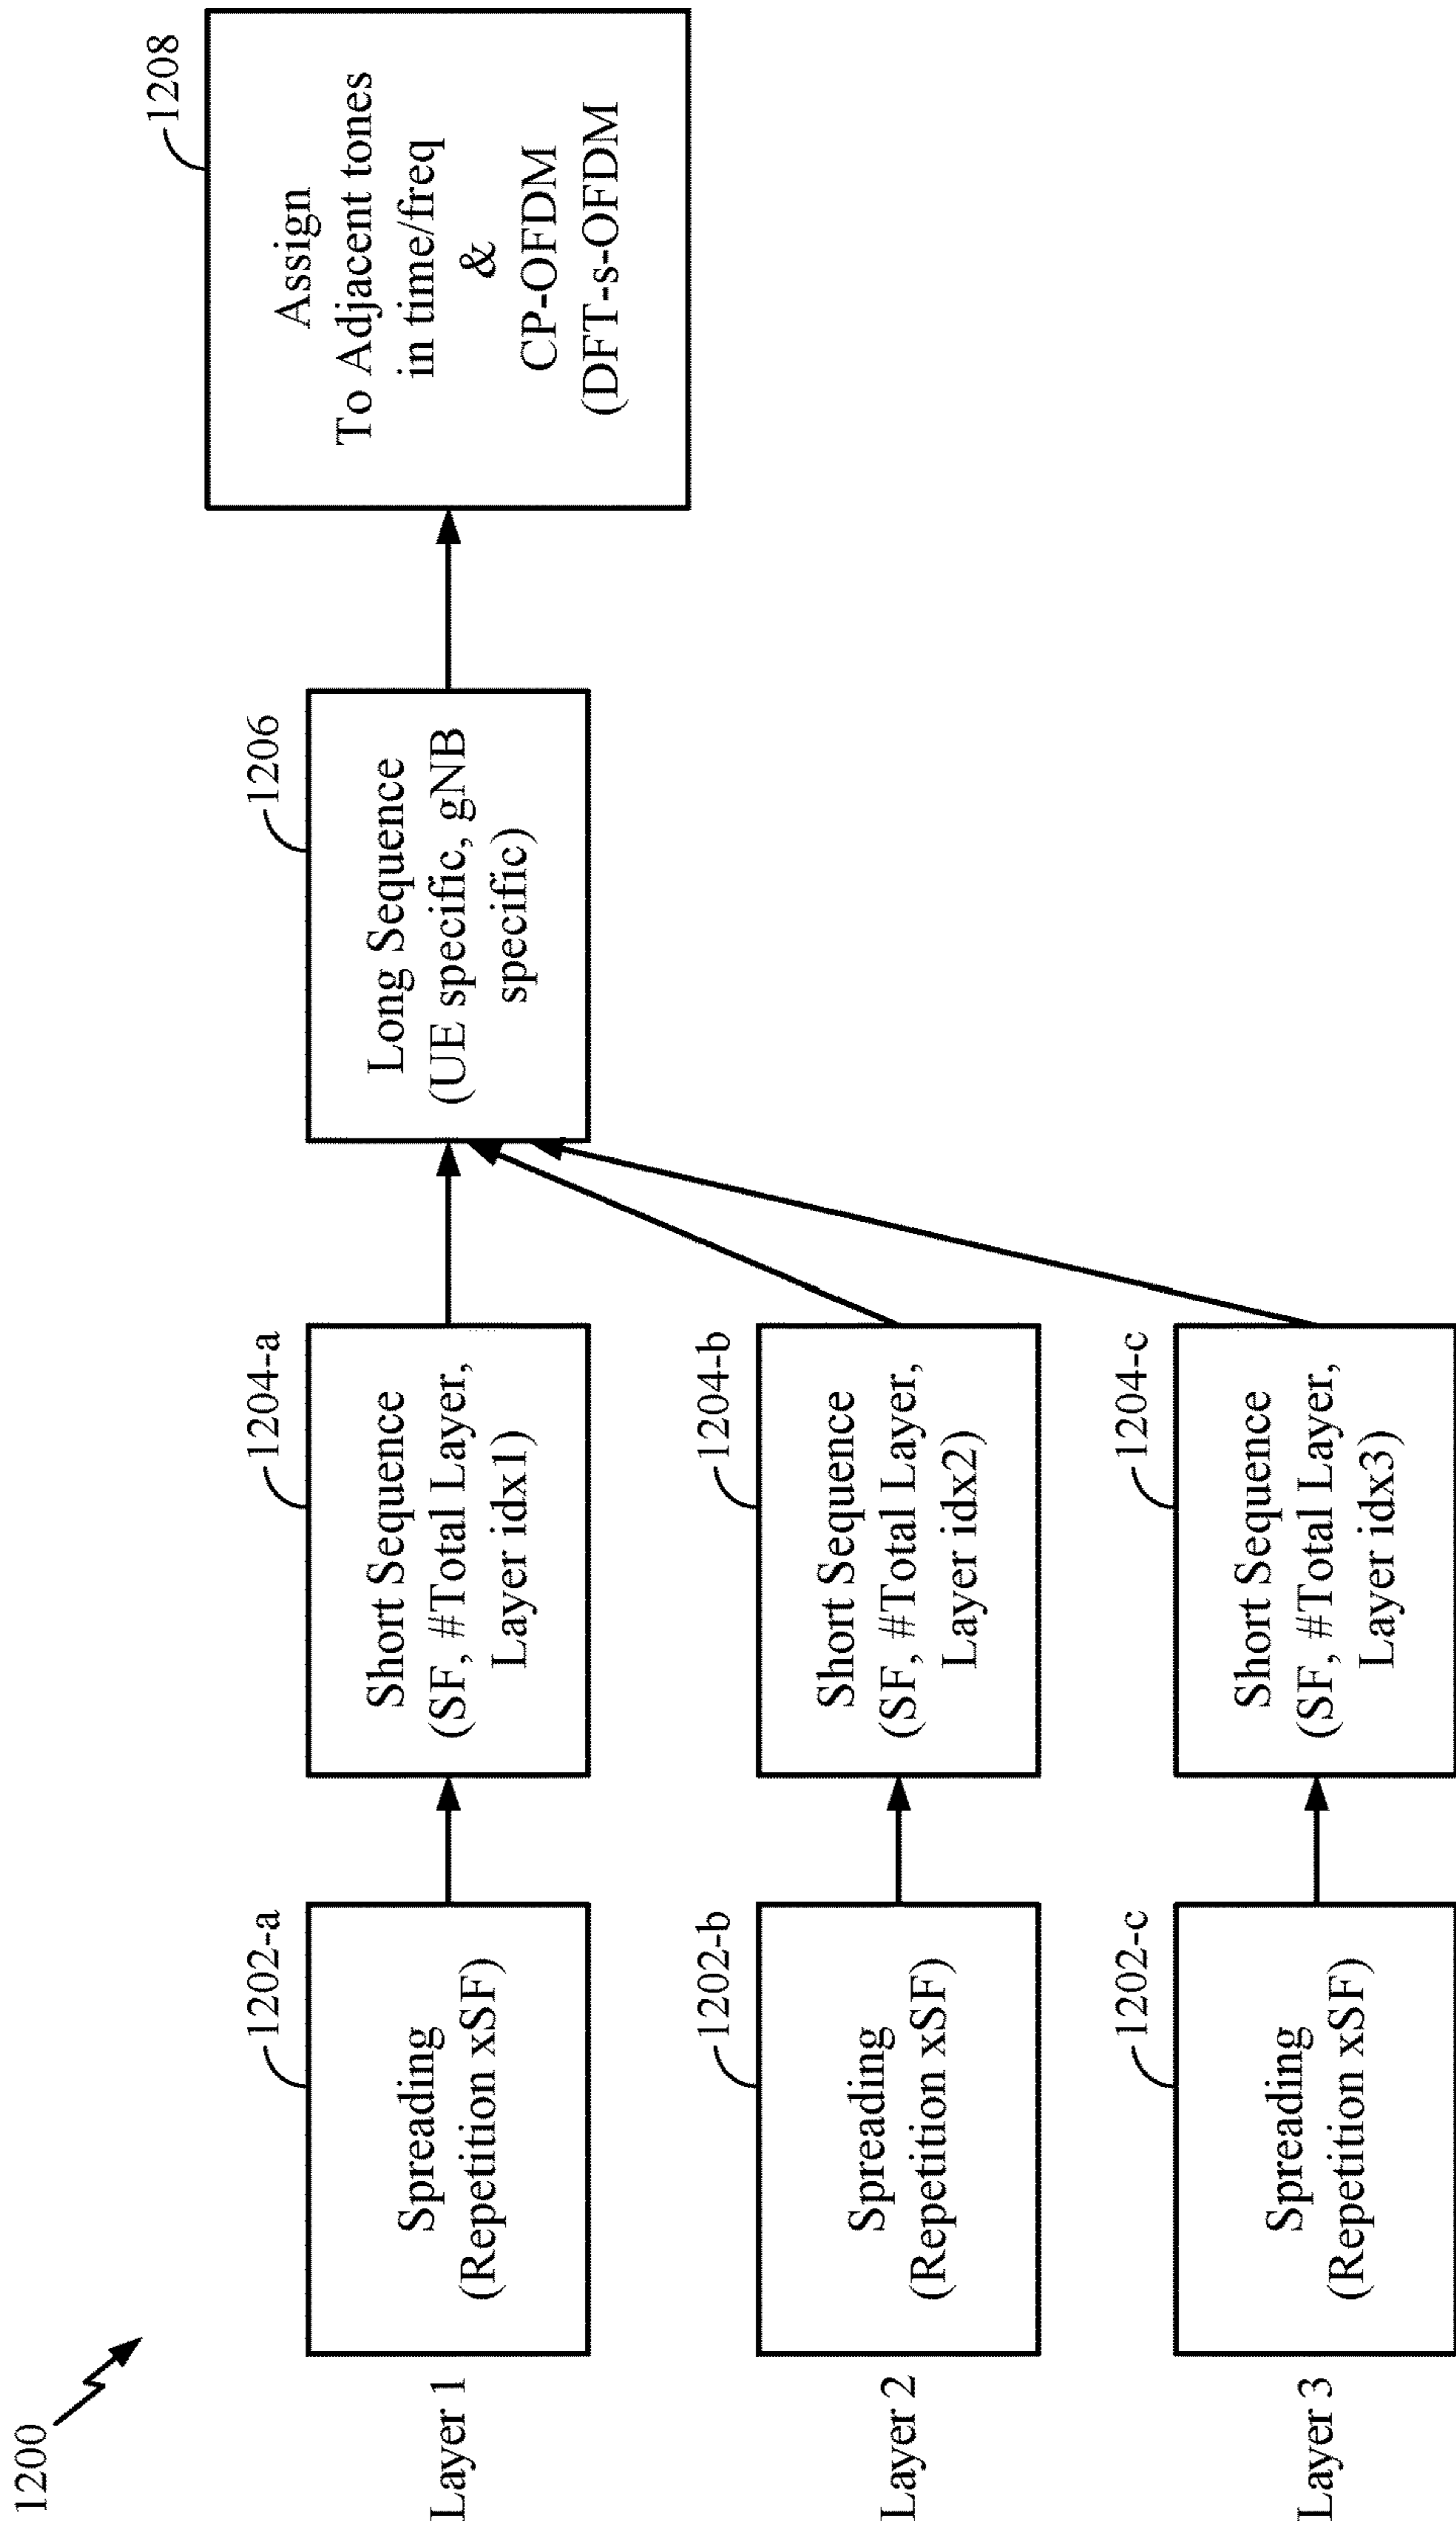 1200
Layer 1
1202-a
Spreading
(Repetition xSF)
1204-a
Short Sequence
(SF, #Total Layer,
Layer idx1)
1206
Long Sequence
(UE specific, gNB
specific)
1208
Assign
To Adjacent tones
in time/freq
&
CP-OFDM
(DFT-s-OFDM
Layer 2
1202-b
Spreading
(Repetition xSF)
1204-b
Short Sequence
(SF, #Total Layer,
Layer idx2)
Layer 3
1202-c
Spreading
(Repetition xSF)
1204-c
Short Sequence
(SF, #Total Layer,
Layer idx3)